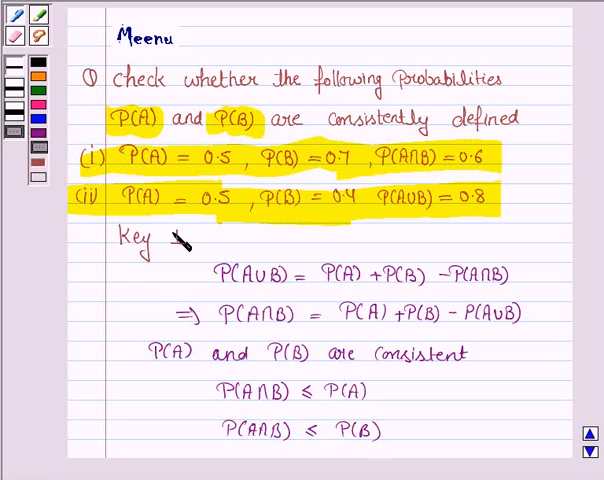 Meenu
Q Check whether the following Probabilities
P(A) and P(B) are consistently defined
(i) P(A) = 0.5, P(B) = 0.7, P(A∩B) = 0.6
(ii) P(A) = 0.5, P(B) = 0.4 P(A∪B) = 0.8
Key
P(A∪B) = P(A) + P(B) - P(A∩B)
⇒ P(A∩B) = P(A) + P(B) - P(A∪B)
P(A) and P(B) are consistent
P(A∩B) ≤ P(A)
P(A∩B) ≤ P(B)